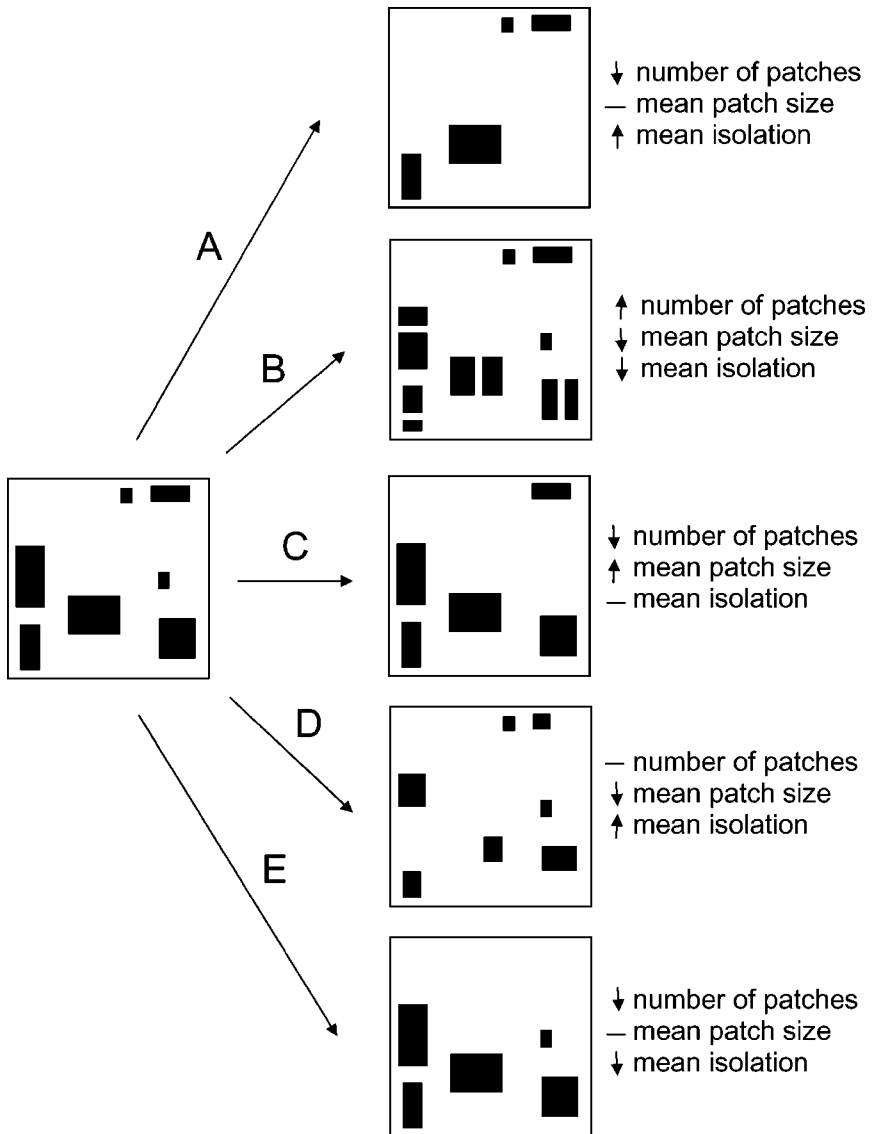 ↓ number of patches
— mean patch size
↑ mean isolation
A
↑ number of patches
↓ mean patch size
↓ mean isolation
B
C
↓ number of patches
↑ mean patch size
— mean isolation
D
— number of patches
↓ mean patch size
↑ mean isolation
E
↓ number of patches
— mean patch size
↓ mean isolation